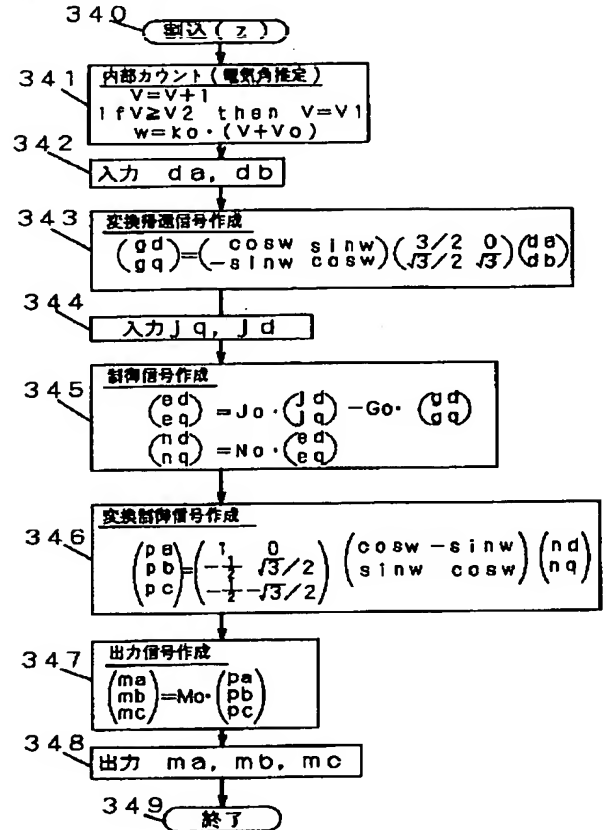 340
割込(z)
341
内部カウント(電気角推定)
V=V+1
if V≥V2 then V=V1
w=ko·(V+Vo)
342
入力 da, db
343
変換帰還信号作成
(gd gq)=(cosw sinw -sinw cosw)(3/2 0 √3/2 √3)(da db)
344
入力 jq, jd
345
制御信号作成
(ed eq)=Jo·(jd jq)-Go·(gd gq)
(nd nq)=No·(ed eq)
346
変換制御信号作成
(pa pb pc)=(1 0 -1/2 √3/2 -1/2 -√3/2)(cosw -sinw sinw cosw)(nd nq)
347
出力信号作成
(ma mb mc)=Mo·(pa pb pc)
348
出力 ma, mb, mc
349
終了